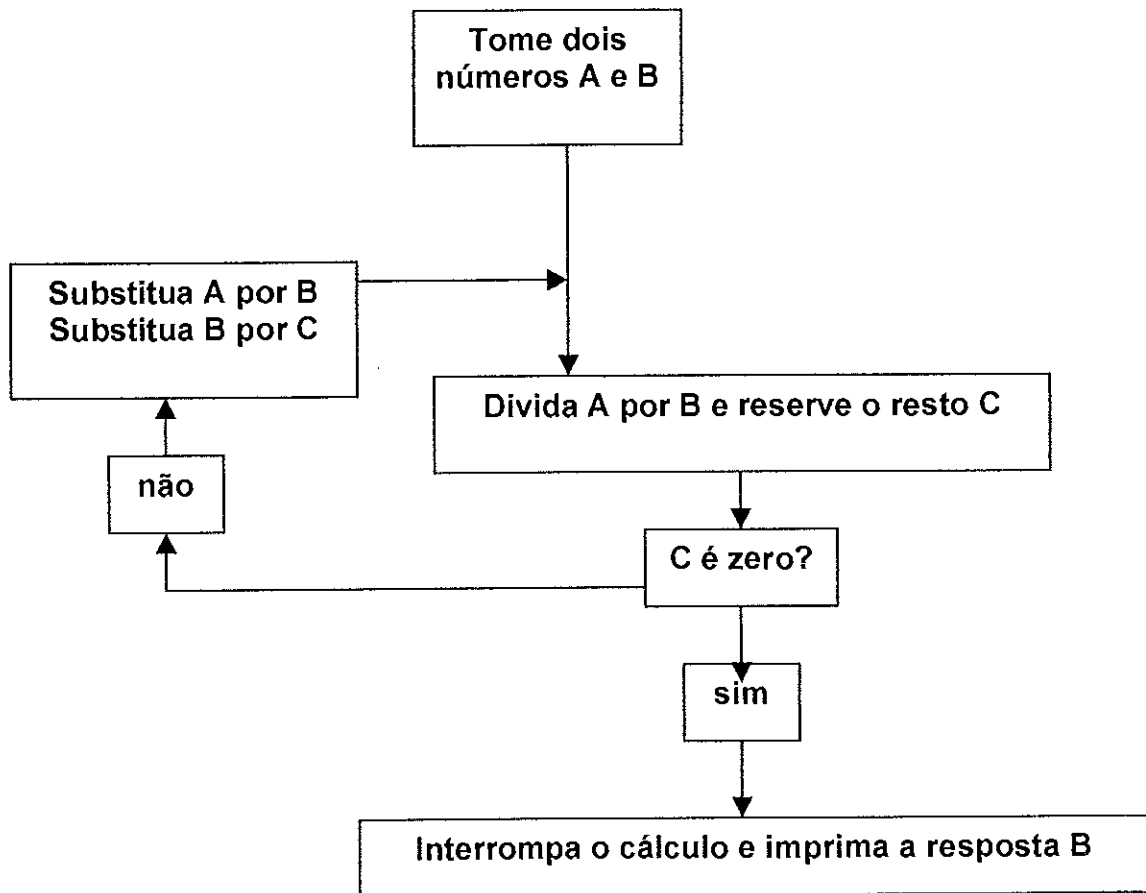 Tome dois
números A e B
Substitua A por B
Substitua B por C
Divida A por B e reserve o resto C
não
C é zero?
sim
Interrompa o cálculo e imprima a resposta B